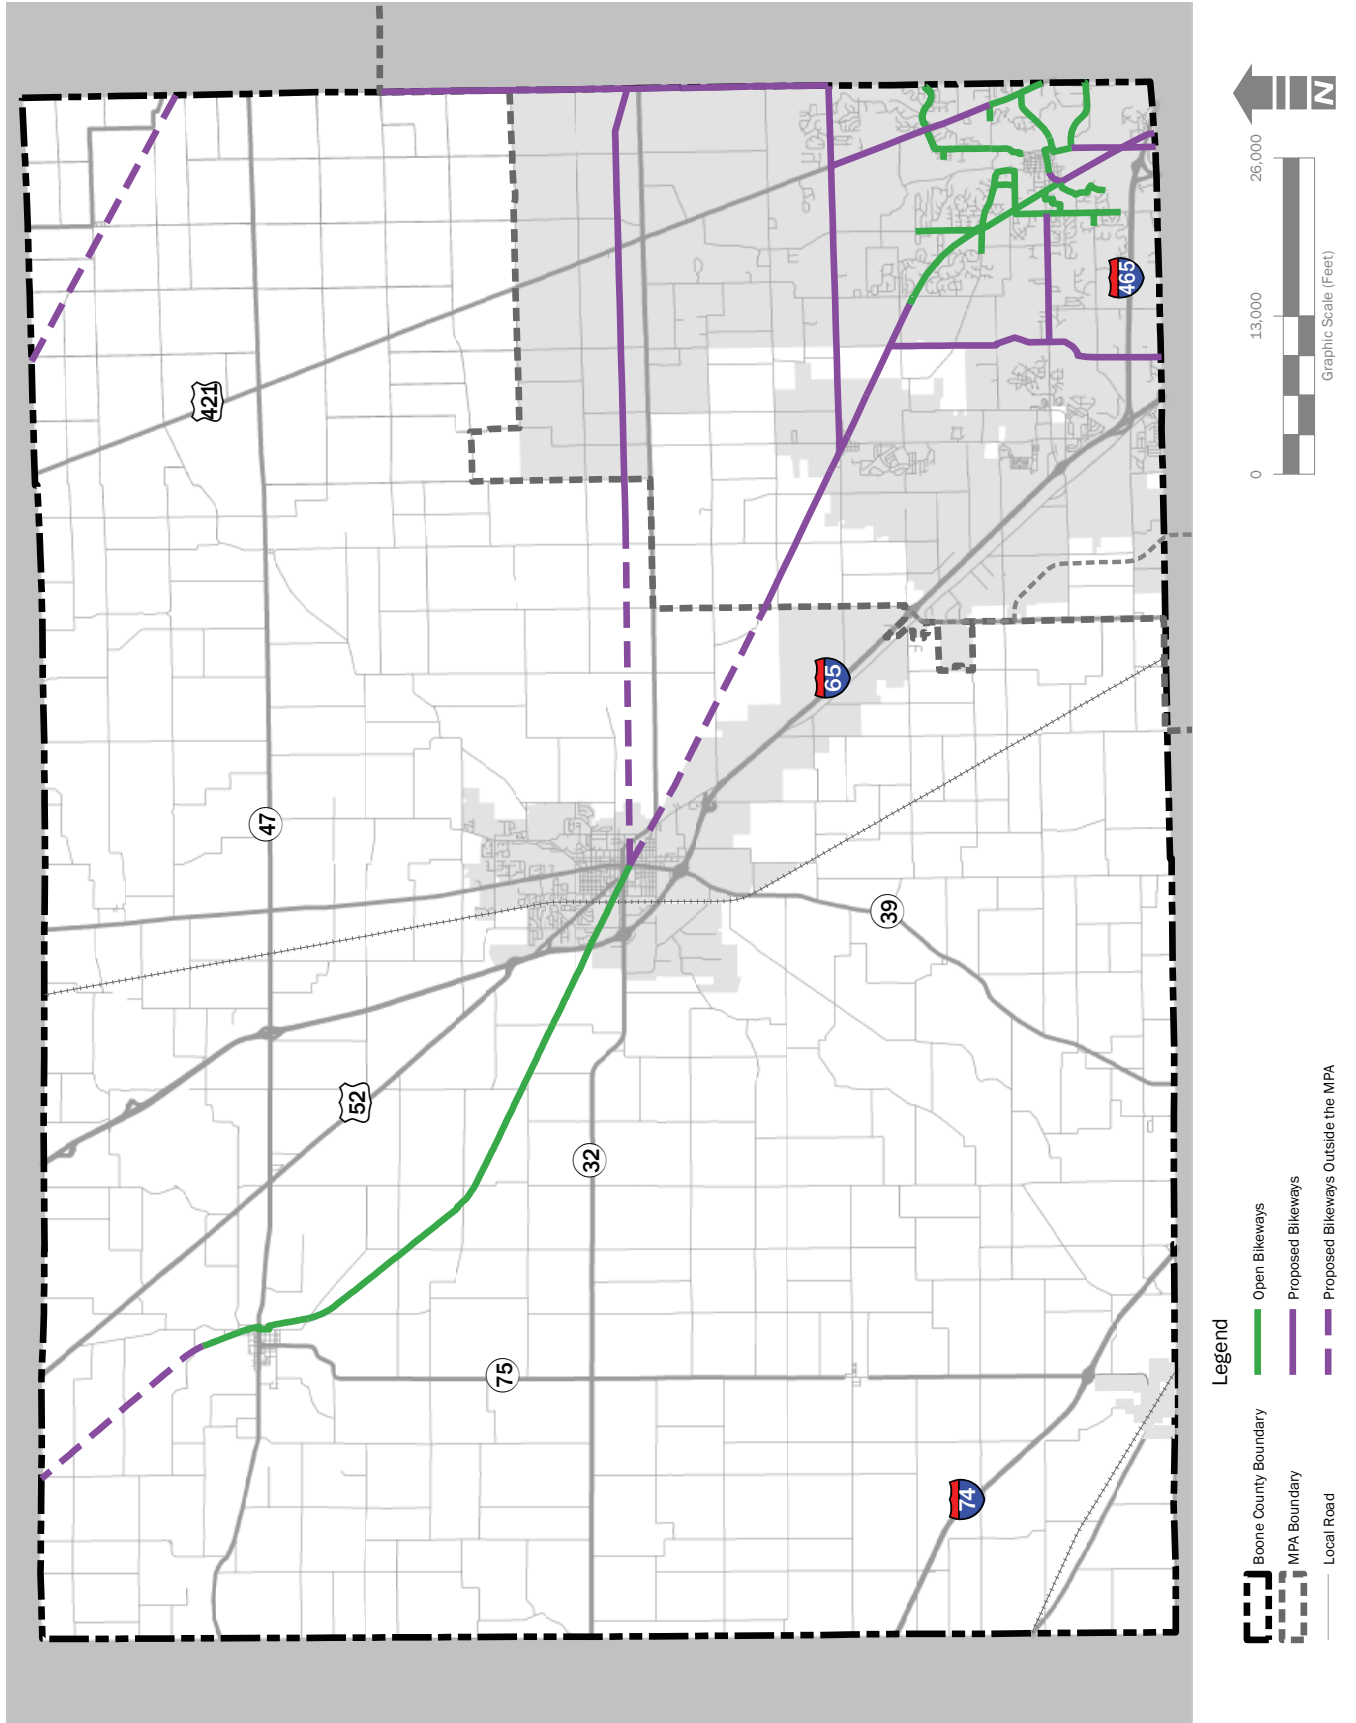 421
47
52
32
75
39
65
465
74
Legend
Boone County Boundary
MPA Boundary
Local Road
Open Bikeways
Proposed Bikeways
Proposed Bikeways Outside the MPA
0
13,000
26,000
Graphic Scale (Feet)
N